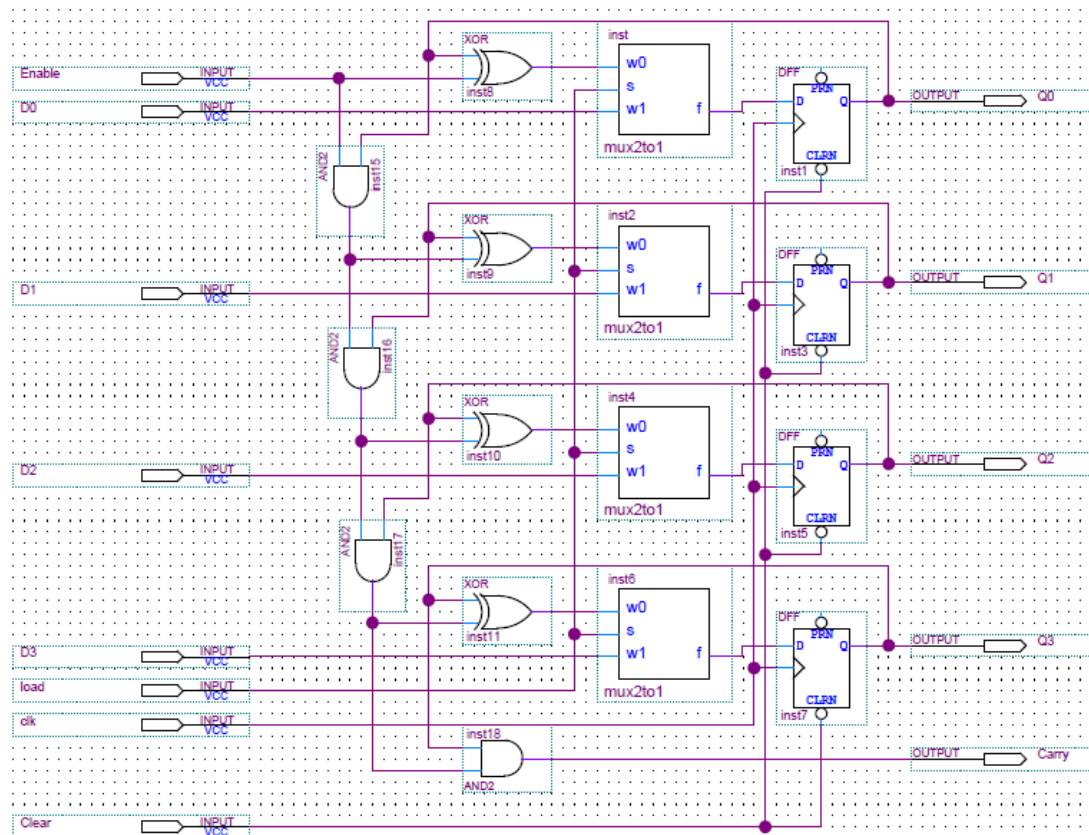 inst
XOR
Enable INPUT
VCC
w0
s
w1 f
inst8
mux2to1
DFF
PRN
D Q
CLRN
inst1
OUTPUT Q0
D0 INPUT
VCC
AND2
inst15
inst2
XOR
w0
s
w1 f
inst9
mux2to1
DFF
PRN
D Q
CLRN
inst3
OUTPUT Q1
D1 INPUT
VCC
AND2
inst16
inst4
XOR
w0
s
w1 f
inst10
mux2to1
DFF
PRN
D Q
CLRN
inst5
OUTPUT Q2
D2 INPUT
VCC
AND2
inst17
inst6
XOR
w0
s
w1 f
inst11
mux2to1
DFF
PRN
D Q
CLRN
inst7
OUTPUT Q3
D3 INPUT
VCC
load INPUT
VCC
clk INPUT
VCC
inst18
AND2
OUTPUT Carry
Clear INPUT
VCC